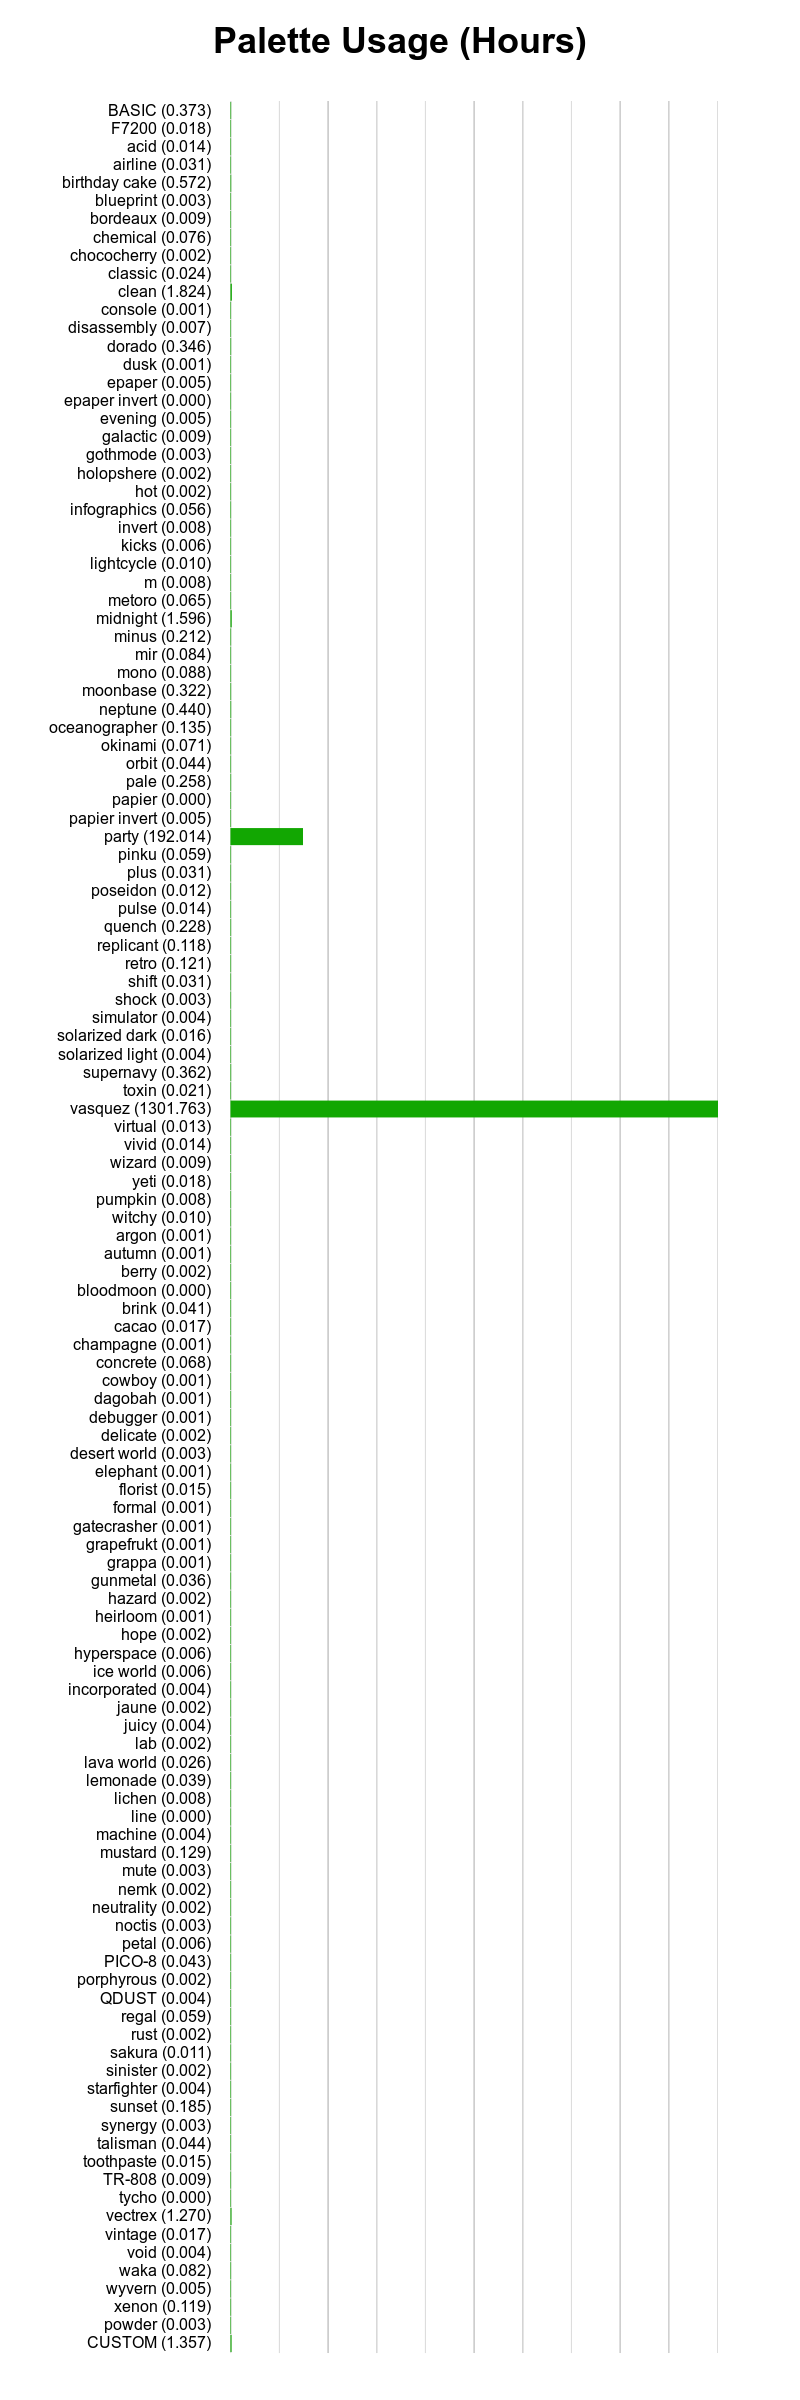 Palette Usage (Hours)
BASIC (0.373)
F7200 (0.018)
acid (0.014)
airline (0.031)
birthday cake (0.572)
blueprint (0.003)
bordeaux (0.009)
chemical (0.076)
chococherry (0.002)
classic (0.024)
clean (1.824)
console (0.001)
disassembly (0.007)
dorado (0.346)
dusk (0.001)
epaper (0.005)
epaper invert (0.000)
evening (0.005)
galactic (0.009)
gothmode (0.003)
holopshere (0.002)
hot (0.002)
infographics (0.056)
invert (0.008)
kicks (0.006)
lightcycle (0.010)
m (0.008)
metoro (0.065)
midnight (1.596)
minus (0.212)
mir (0.084)
mono (0.088)
moonbase (0.322)
neptune (0.440)
oceanographer (0.135)
okinami (0.071)
orbit (0.044)
pale (0.258)
papier (0.000)
papier invert (0.005)
party (192.014)
pinku (0.059)
plus (0.031)
poseidon (0.012)
pulse (0.014)
quench (0.228)
replicant (0.118)
retro (0.121)
shift (0.031)
shock (0.003)
simulator (0.004)
solarized dark (0.016)
solarized light (0.004)
supernavy (0.362)
toxin (0.021)
vasquez (1301.763)
virtual (0.013)
vivid (0.014)
wizard (0.009)
yeti (0.018)
pumpkin (0.008)
witchy (0.010)
argon (0.001)
autumn (0.001)
berry (0.002)
bloodmoon (0.000)
brink (0.041)
cacao (0.017)
champagne (0.001)
concrete (0.068)
cowboy (0.001)
dagobah (0.001)
debugger (0.001)
delicate (0.002)
desert world (0.003)
elephant (0.001)
florist (0.015)
formal (0.001)
gatecrasher (0.001)
grapefrukt (0.001)
grappa (0.001)
gunmetal (0.036)
hazard (0.002)
heirloom (0.001)
hope (0.002)
hyperspace (0.006)
ice world (0.006)
incorporated (0.004)
jaune (0.002)
juicy (0.004)
lab (0.002)
lava world (0.026)
lemonade (0.039)
lichen (0.008)
line (0.000)
machine (0.004)
mustard (0.129)
mute (0.003)
nemk (0.002)
neutrality (0.002)
noctis (0.003)
petal (0.006)
PICO-8 (0.043)
porphyrous (0.002)
QDUST (0.004)
regal (0.059)
rust (0.002)
sakura (0.011)
sinister (0.002)
starfighter (0.004)
sunset (0.185)
synergy (0.003)
talisman (0.044)
toothpaste (0.015)
TR-808 (0.009)
tycho (0.000)
vectrex (1.270)
vintage (0.017)
void (0.004)
waka (0.082)
wyvern (0.005)
xenon (0.119)
powder (0.003)
CUSTOM (1.357)